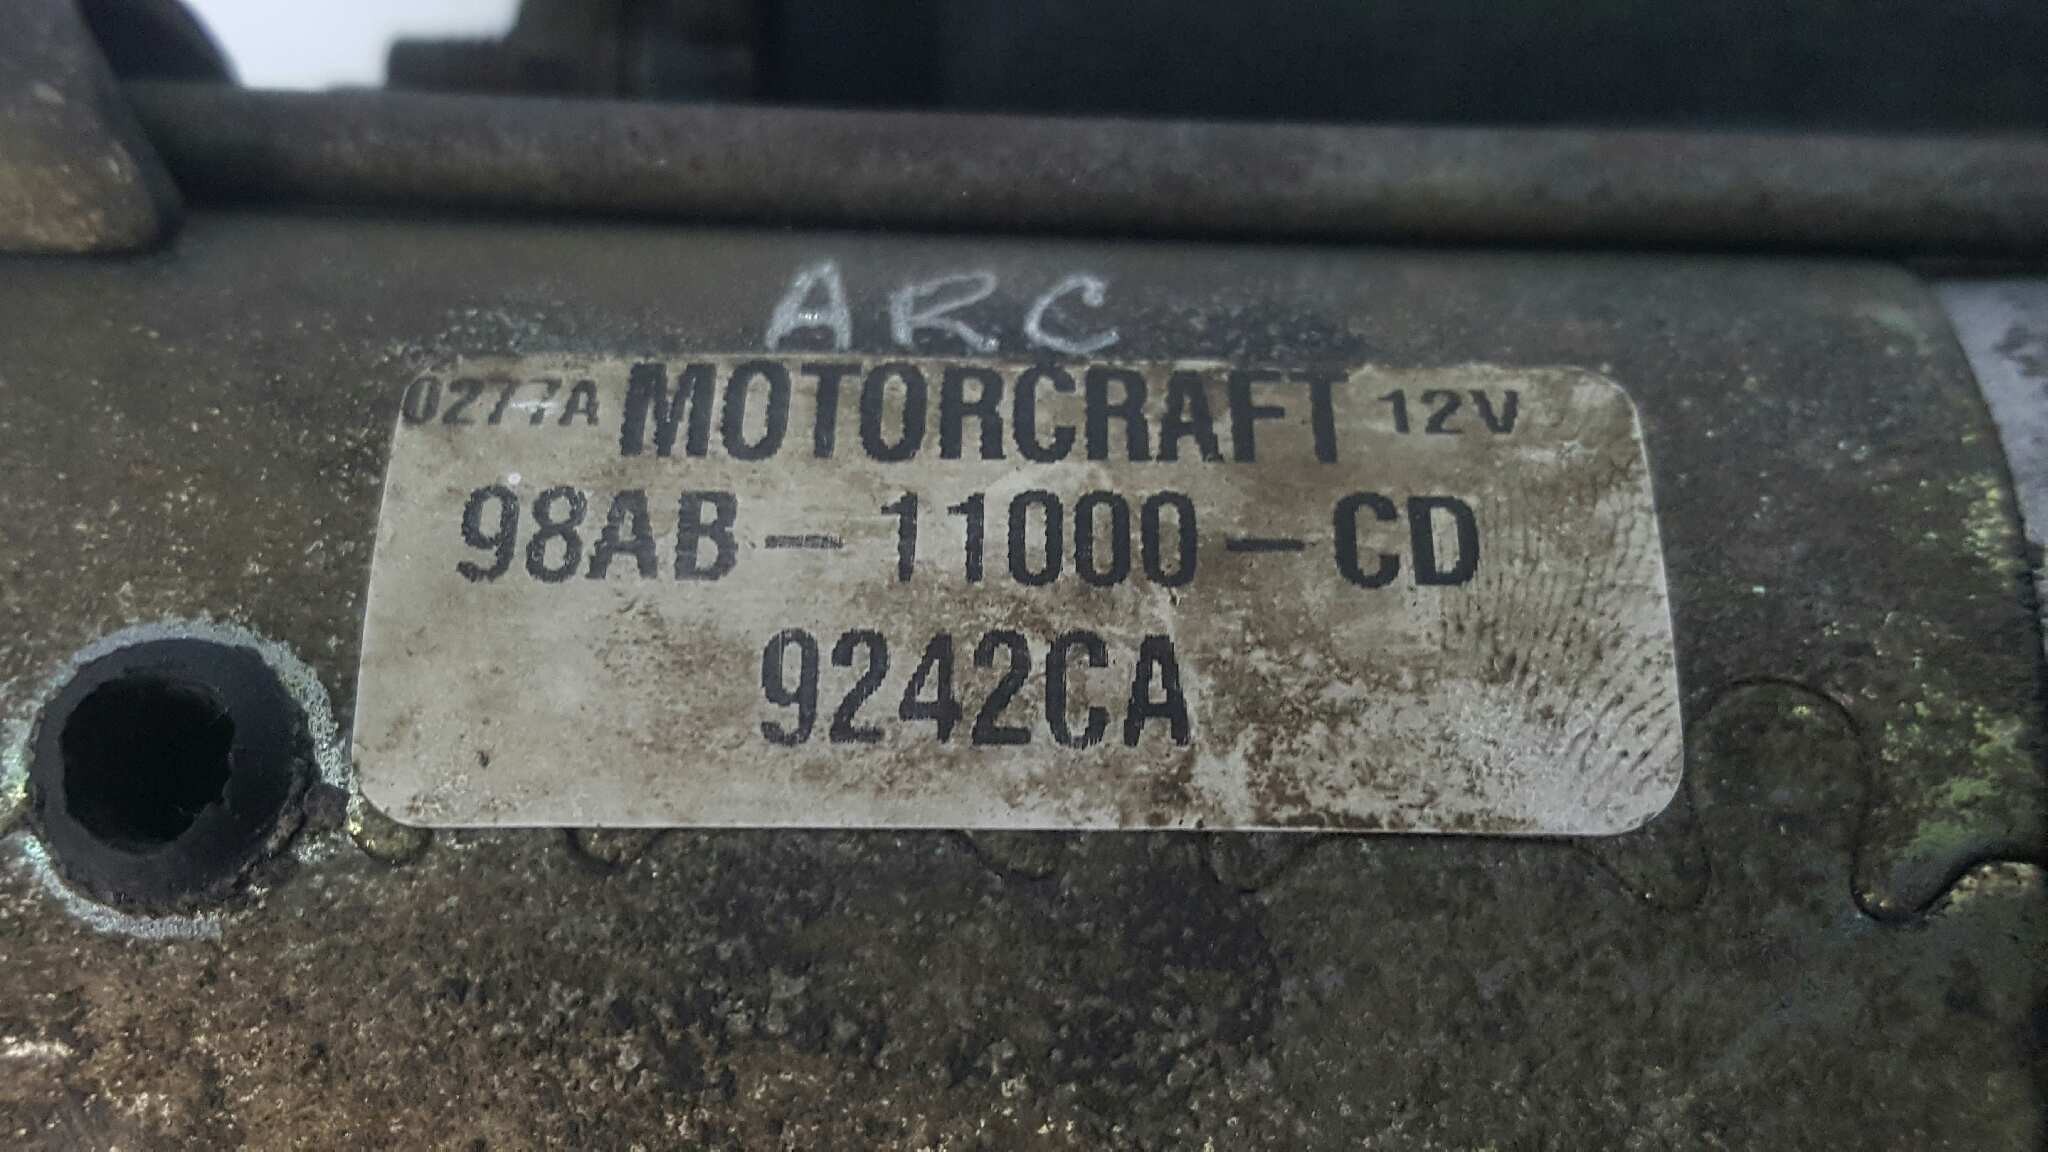 ARC
0277A MOTORCRAFT 12V
98AB-11000-CD
9242CA